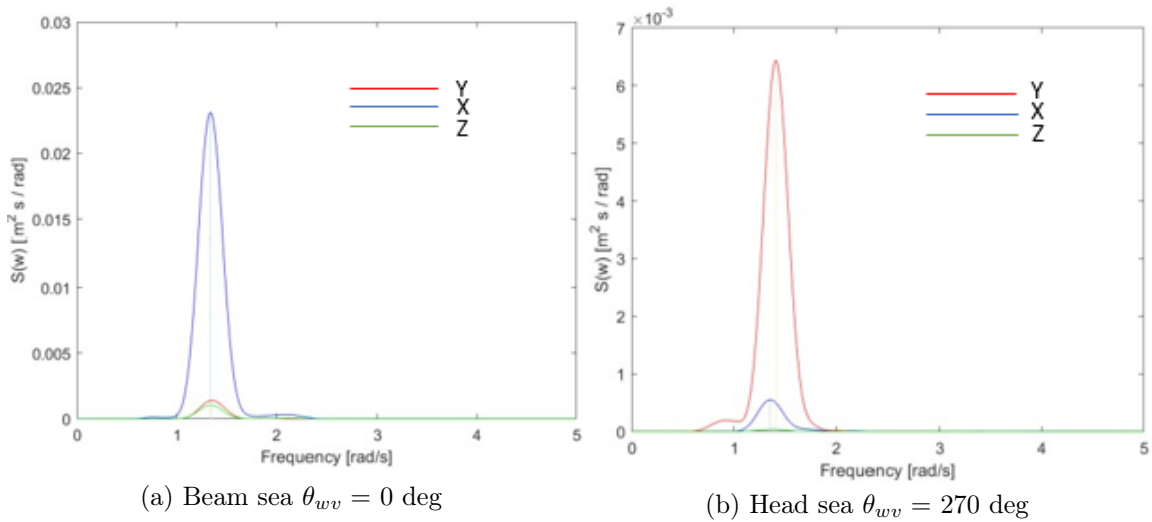 0.03
0.025
0.02
0.015
0.01
0.005
0
S(w) [m² s / rad]
Y
X
Z
0 1 2 3 4 5
Frequency [rad/s]
(a) Beam sea θwv = 0 deg
×10⁻³
7
6
5
4
3
2
1
0
S(w) [m² s / rad]
Y
X
Z
0 1 2 3 4 5
Frequency [rad/s]
(b) Head sea θwv = 270 deg